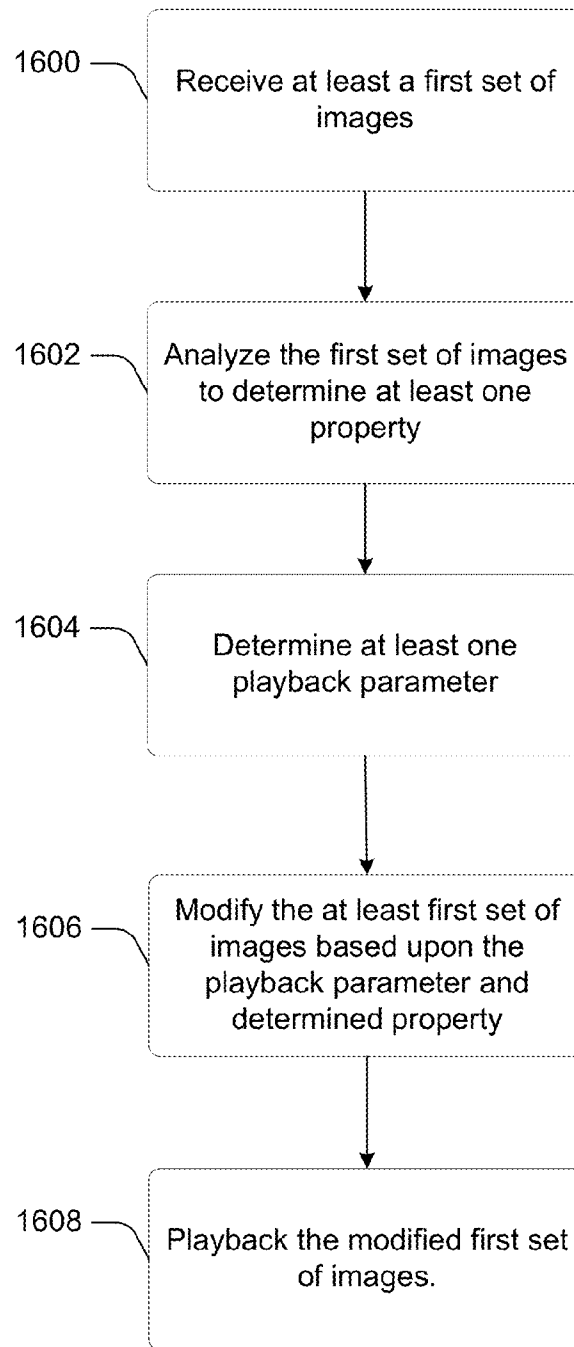 1600
Receive at least a first set of
images
1602
Analyze the first set of images
to determine at least one
property
1604
Determine at least one
playback parameter
1606
Modify the at least first set of
images based upon the
playback parameter and
determined property
1608
Playback the modified first set
of images.